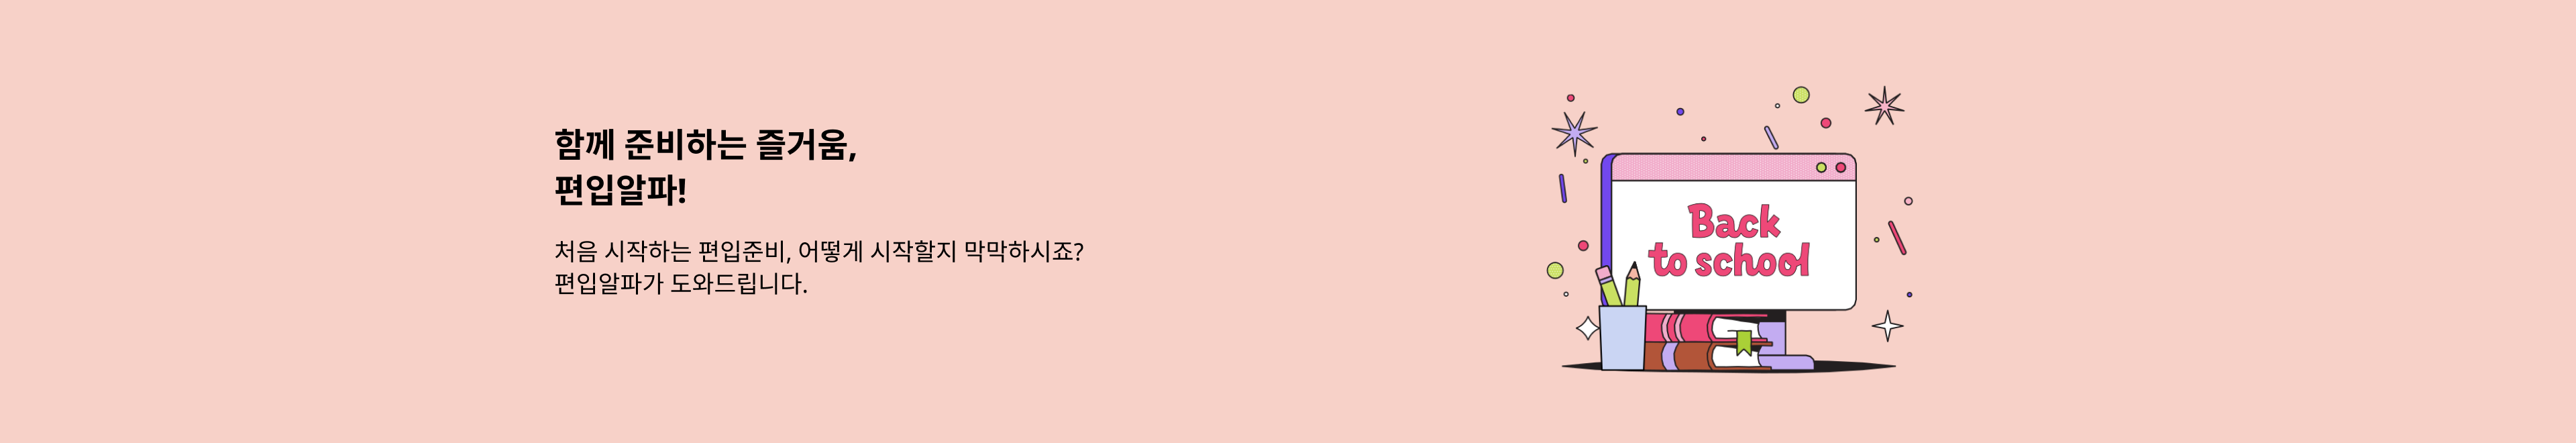 함께 준비하는 즐거움,
편입알파!
처음 시작하는 편입준비, 어떻게 시작할지 막막하시죠?
편입알파가 도와드립니다.
Back
to school